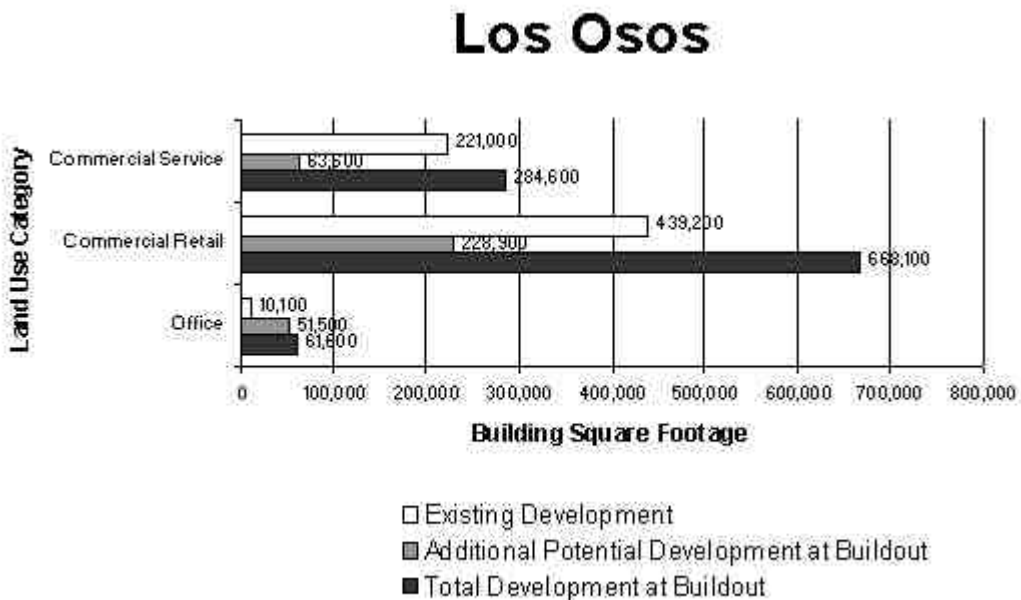 Los Osos
Land Use Category
Commercial Service
221,000
63,600
284,600
Commercial Retail
439,200
228,900
668,100
Office
10,100
51,500
61,600
0 100,000 200,000 300,000 400,000 500,000 600,000 700,000 800,000
Building Square Footage
Existing Development
Additional Potential Development at Buildout
Total Development at Buildout